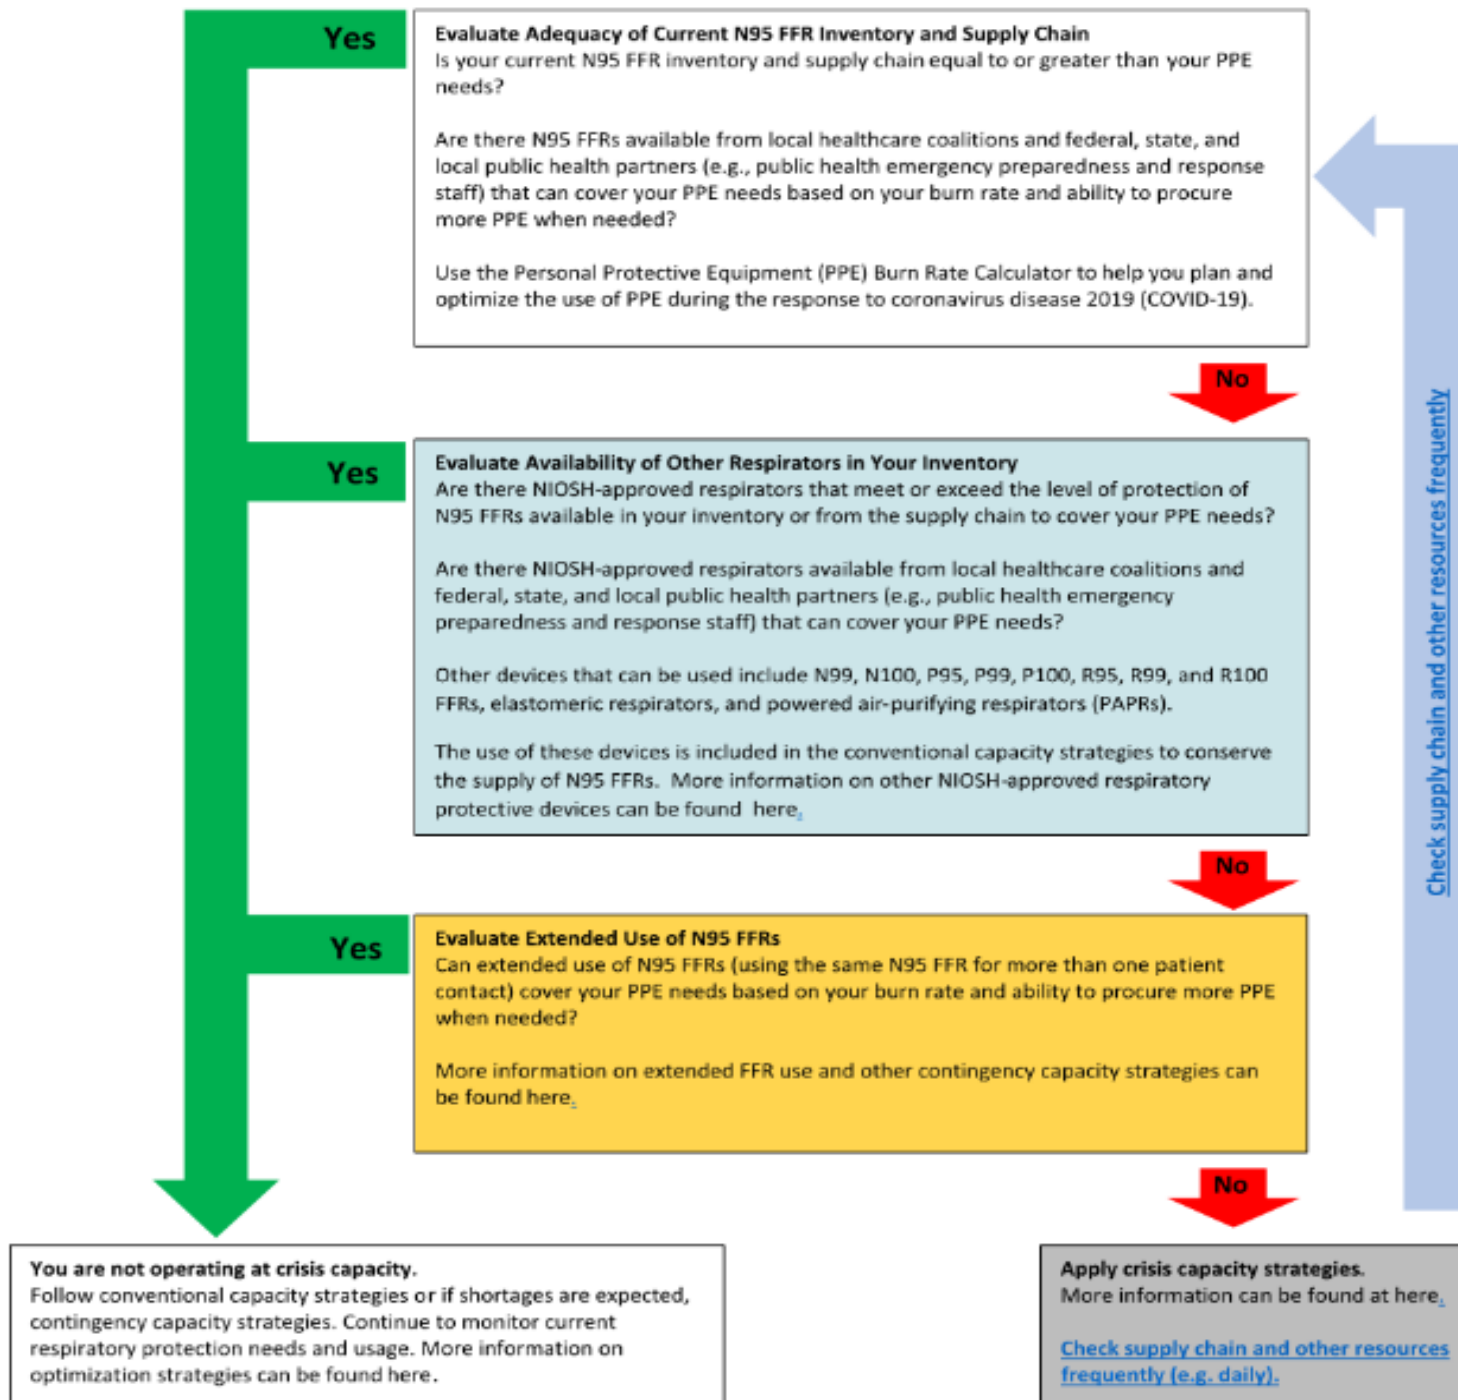 Yes
Evaluate Adequacy of Current N95 FFR Inventory and Supply Chain
Is your current N95 FFR inventory and supply chain equal to or greater than your PPE
needs?
Are there N95 FFRs available from local healthcare coalitions and federal, state, and
local public health partners (e.g., public health emergency preparedness and response
staff) that can cover your PPE needs based on your burn rate and ability to procure
more PPE when needed?
Use the Personal Protective Equipment (PPE) Burn Rate Calculator to help you plan and
optimize the use of PPE during the response to coronavirus disease 2019 (COVID-19).
No
Yes
Evaluate Availability of Other Respirators in Your Inventory
Are there NIOSH-approved respirators that meet or exceed the level of protection of
N95 FFRs available in your inventory or from the supply chain to cover your PPE needs?
Are there NIOSH-approved respirators available from local healthcare coalitions and
federal, state, and local public health partners (e.g., public health emergency
preparedness and response staff) that can cover your PPE needs?
Other devices that can be used include N99, N100, P95, P99, P100, R95, R99, and R100
FFRs, elastomeric respirators, and powered air-purifying respirators (PAPRs).
The use of these devices is included in the conventional capacity strategies to conserve
the supply of N95 FFRs. More information on other NIOSH-approved respiratory
protective devices can be found here.
No
Yes
Evaluate Extended Use of N95 FFRs
Can extended use of N95 FFRs (using the same N95 FFR for more than one patient
contact) cover your PPE needs based on your burn rate and ability to procure more PPE
when needed?
More information on extended FFR use and other contingency capacity strategies can
be found here.
No
You are not operating at crisis capacity.
Follow conventional capacity strategies or if shortages are expected,
contingency capacity strategies. Continue to monitor current
respiratory protection needs and usage. More information on
optimization strategies can be found here.
Apply crisis capacity strategies.
More information can be found at here.
Check supply chain and other resources
frequently (e.g. daily).
Check supply chain and other resources frequently